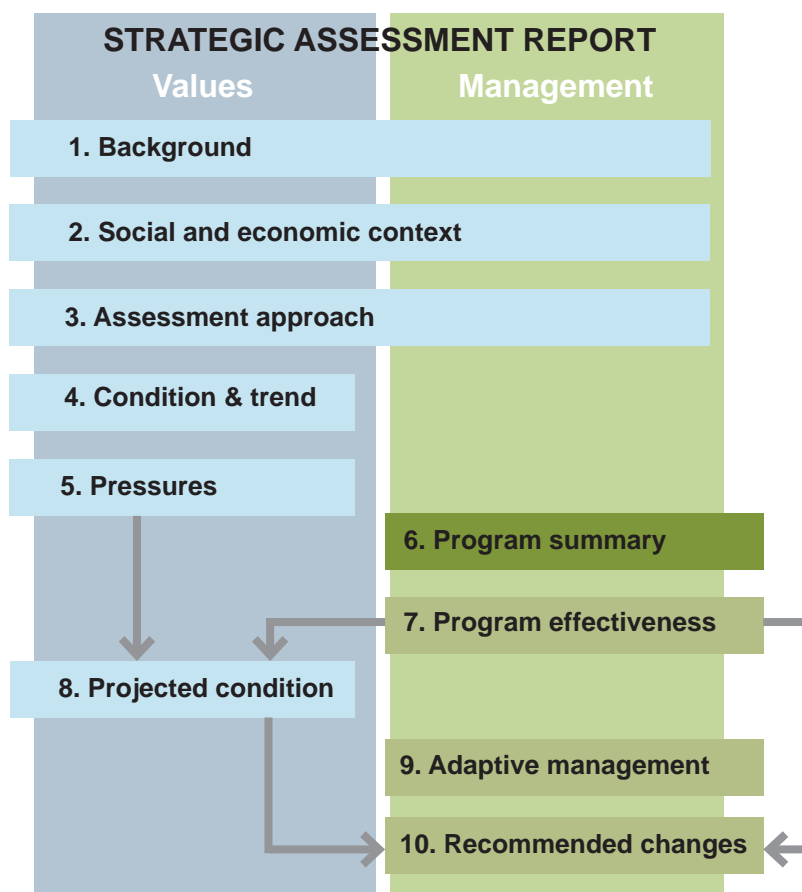 STRATEGIC ASSESSMENT REPORT
Values
Management
1. Background
2. Social and economic context
3. Assessment approach
4. Condition & trend
5. Pressures
6. Program summary
7. Program effectiveness
8. Projected condition
9. Adaptive management
10. Recommended changes